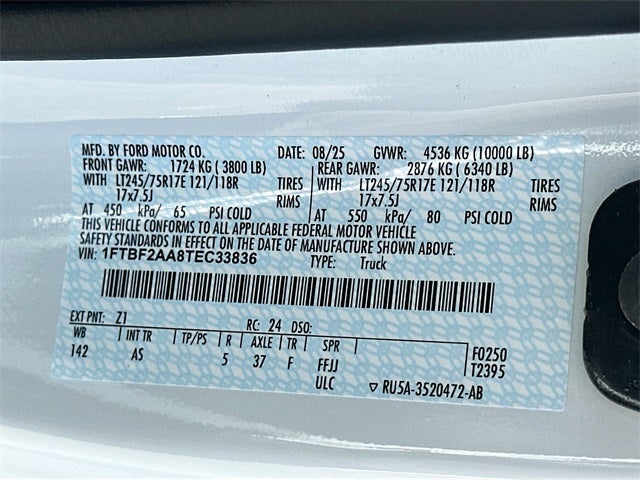 MFD. BY FORD MOTOR CO. DATE: 08/25 GVWR: 4536 KG (10000 LB)
FRONT GAWR: 1724 KG (3800 LB) REAR GAWR: 2876 KG (6340 LB)
WITH LT245/75R17E 121/118R TIRES WITH LT245/75R17E 121/118R TIRES
17x7.5J RIMS 17x7.5J RIMS
AT 450 kPa/ 65 PSI COLD AT 550 kPa/ 80 PSI COLD
THIS VEHICLE CONFORMS TO ALL APPLICABLE FEDERAL MOTOR VEHICLE
SAFETY STANDARDS IN EFFECT ON THE DATE OF MANUFACTURE SHOWN ABOVE.
VIN: 1FTBF2AA8TEC33836 TYPE: Truck
EXT PNT: Z1 RC: 24 DSO:
WB INT TR TP/PS R AXLE TR SPR F0250
142 AS 5 37 F FFJJ T2395
ULC RU5A-3520472-AB